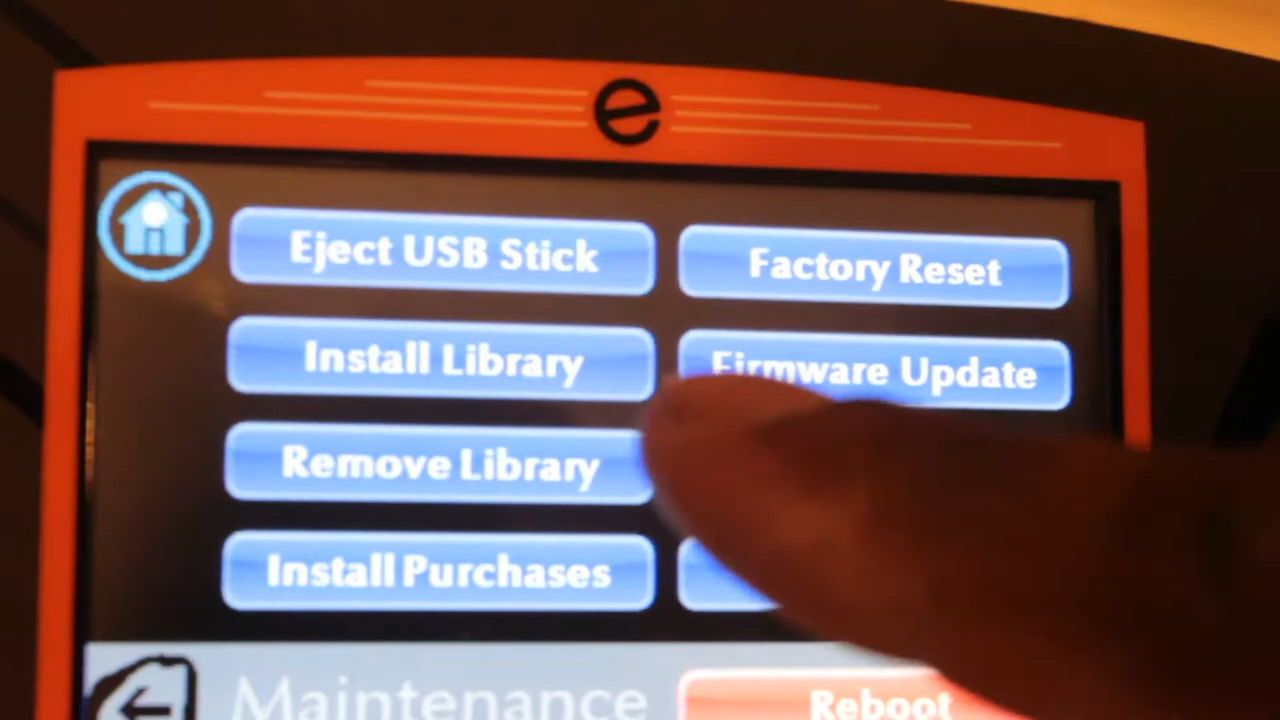 e
Eject USB Stick
Factory Reset
Install Library
Firmware Update
Remove Library
Install Purchases
Maintenance
Reboot